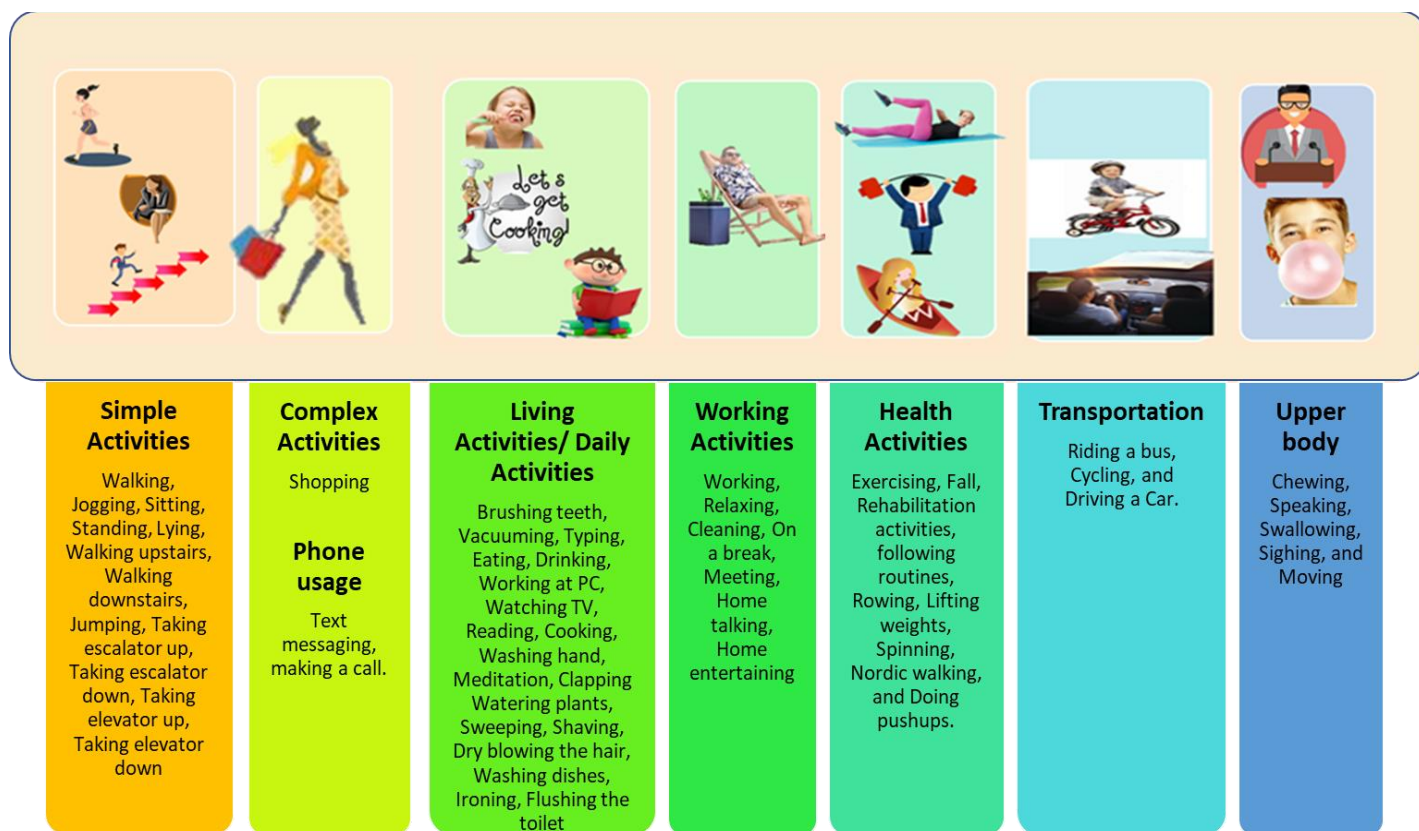 Let's
get
Cooking!
Simple
Activities
Walking,
Jogging, Sitting,
Standing, Lying,
Walking upstairs,
Walking
downstairs,
Jumping, Taking
escalator up,
Taking escalator
down, Taking
elevator up,
Taking elevator
down
Complex
Activities
Shopping
Phone
usage
Text
messaging,
making a call.
Living
Activities/ Daily
Activities
Brushing teeth,
Vacuuming, Typing,
Eating, Drinking,
Working at PC,
Watching TV,
Reading, Cooking,
Washing hand,
Meditation, Clapping
Watering plants,
Sweeping, Shaving,
Dry blowing the hair,
Washing dishes,
Ironing, Flushing the
toilet
Working
Activities
Working,
Relaxing,
Cleaning, On
a break,
Meeting,
Home
talking,
Home
entertaining
Health
Activities
Exercising, Fall,
Rehabilitation
activities,
following
routines,
Rowing, Lifting
weights,
Spinning,
Nordic walking,
and Doing
pushups.
Transportation
Riding a bus,
Cycling, and
Driving a Car.
Upper
body
Chewing,
Speaking,
Swallowing,
Sighing, and
Moving